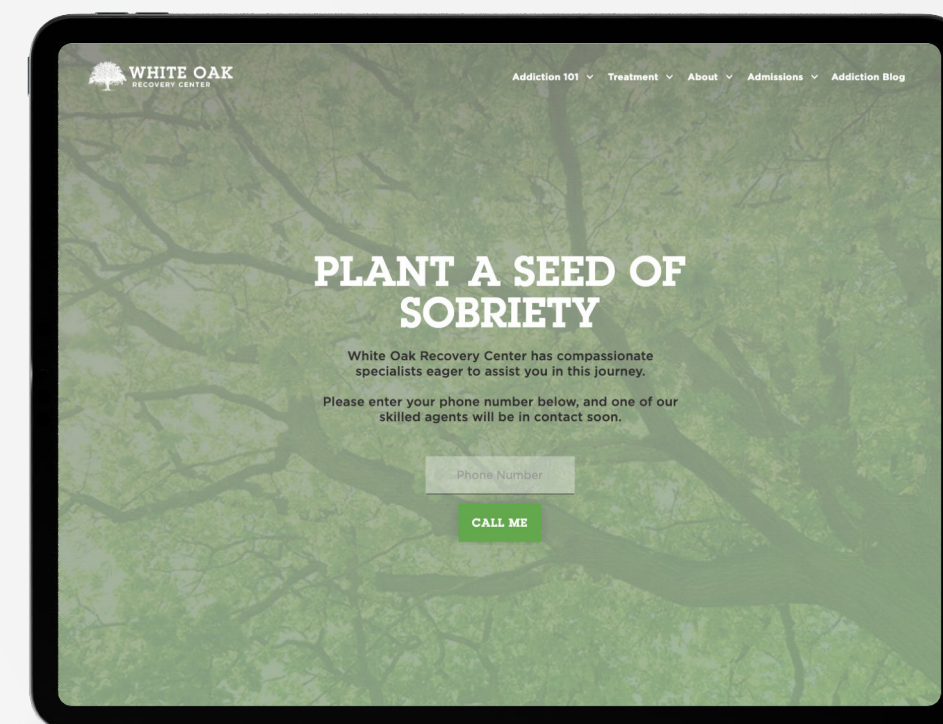 WHITE OAK
RECOVERY CENTER
Addiction 101
Treatment
About
Admissions
Addiction Blog
PLANT A SEED OF
SOBRIETY
White Oak Recovery Center has compassionate
specialists eager to assist you in this journey.
Please enter your phone number below, and one of our
skilled agents will be in contact soon.
Phone Number
CALL ME